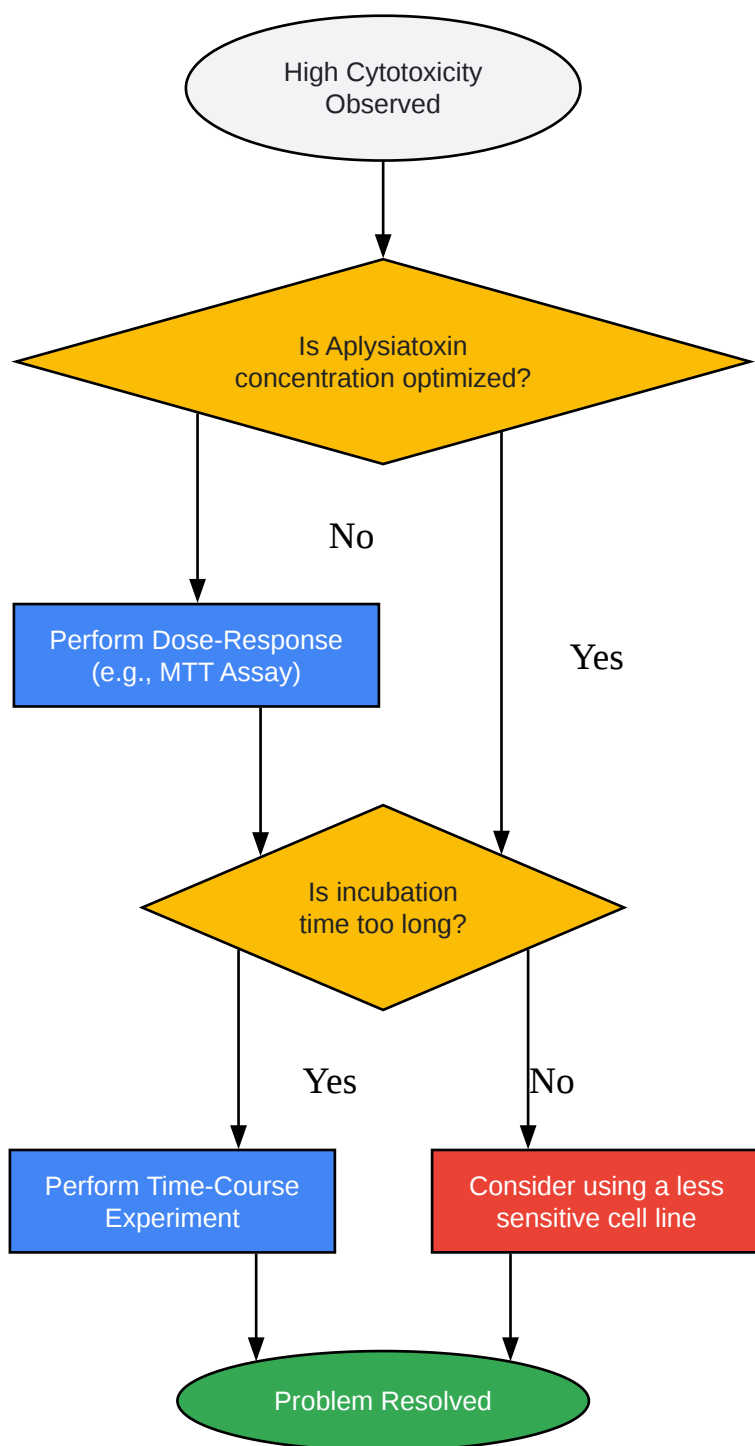 High Cytotoxicity
Observed
Is Aplysiatoxin
concentration optimized?
No
Perform Dose-Response
(e.g., MTT Assay)
Yes
Is incubation
time too long?
Yes
No
Perform Time-Course
Experiment
Consider using a less
sensitive cell line
Problem Resolved